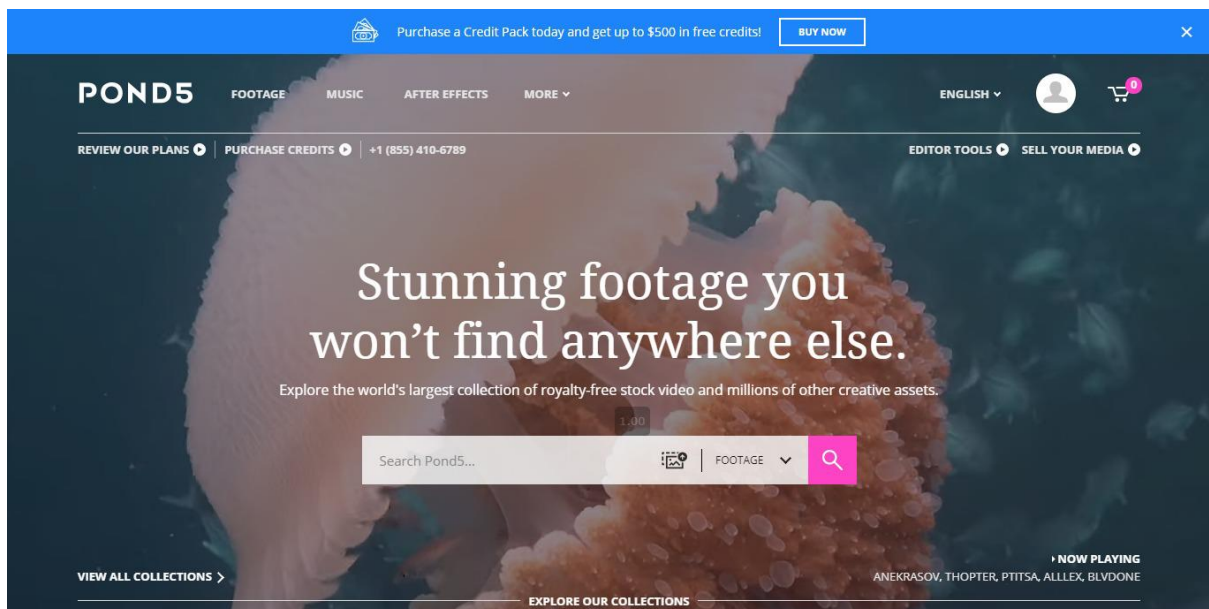 Purchase a Credit Pack today and get up to $500 in free credits! BUY NOW
POND5 FOOTAGE MUSIC AFTER EFFECTS MORE ENGLISH 0
REVIEW OUR PLANS PURCHASE CREDITS +1 (855) 410-6789 EDITOR TOOLS SELL YOUR MEDIA
Stunning footage you
won’t find anywhere else.
Explore the world's largest collection of royalty-free stock video and millions of other creative assets.
1.00
Search Pond5... FOOTAGE
NOW PLAYING
VIEW ALL COLLECTIONS ANEKRASOV, THOPTER, PTITSA, ALLLEX, BLVDONE
EXPLORE OUR COLLECTIONS